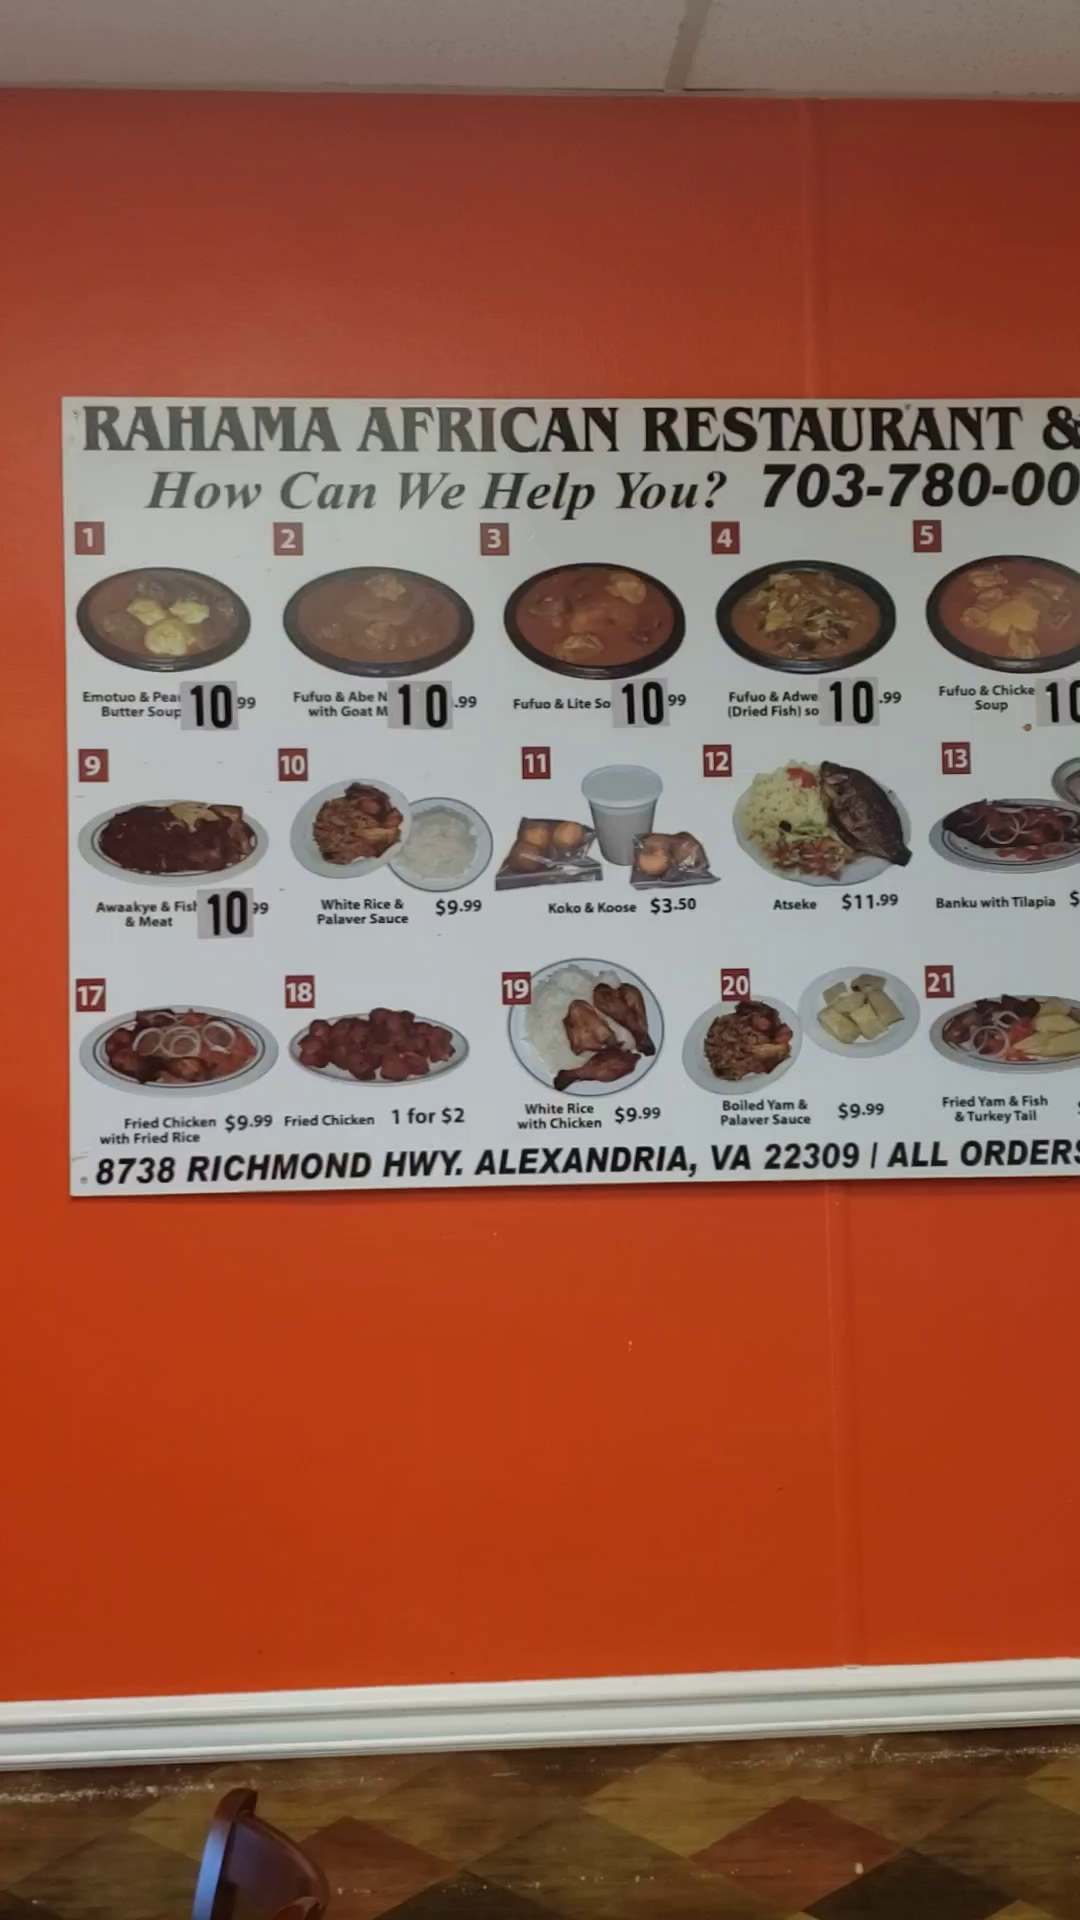 RAHAMA AFRICAN RESTAURANT &
How Can We Help You? 703-780-00
1 2 3 4 5
Emotuo & Pea
Butter Soup 10 99
Fufuo & Abe N
with Goat M 10 .99
Fufuo & Lite So 10 99
Fufuo & Adwe
(Dried Fish) so 10 .99
Fufuo & Chicke
Soup 10
9 10 11 12 13
Awaakye & Fish
& Meat 10 99
White Rice &
Palaver Sauce $9.99
Koko & Koose $3.50
Atseke $11.99
Banku with Tilapia $
17 18 19 20 21
Fried Chicken
with Fried Rice $9.99
Fried Chicken 1 for $2
White Rice
with Chicken $9.99
Boiled Yam &
Palaver Sauce $9.99
Fried Yam & Fish
& Turkey Tail
8738 RICHMOND HWY. ALEXANDRIA, VA 22309 | ALL ORDERS